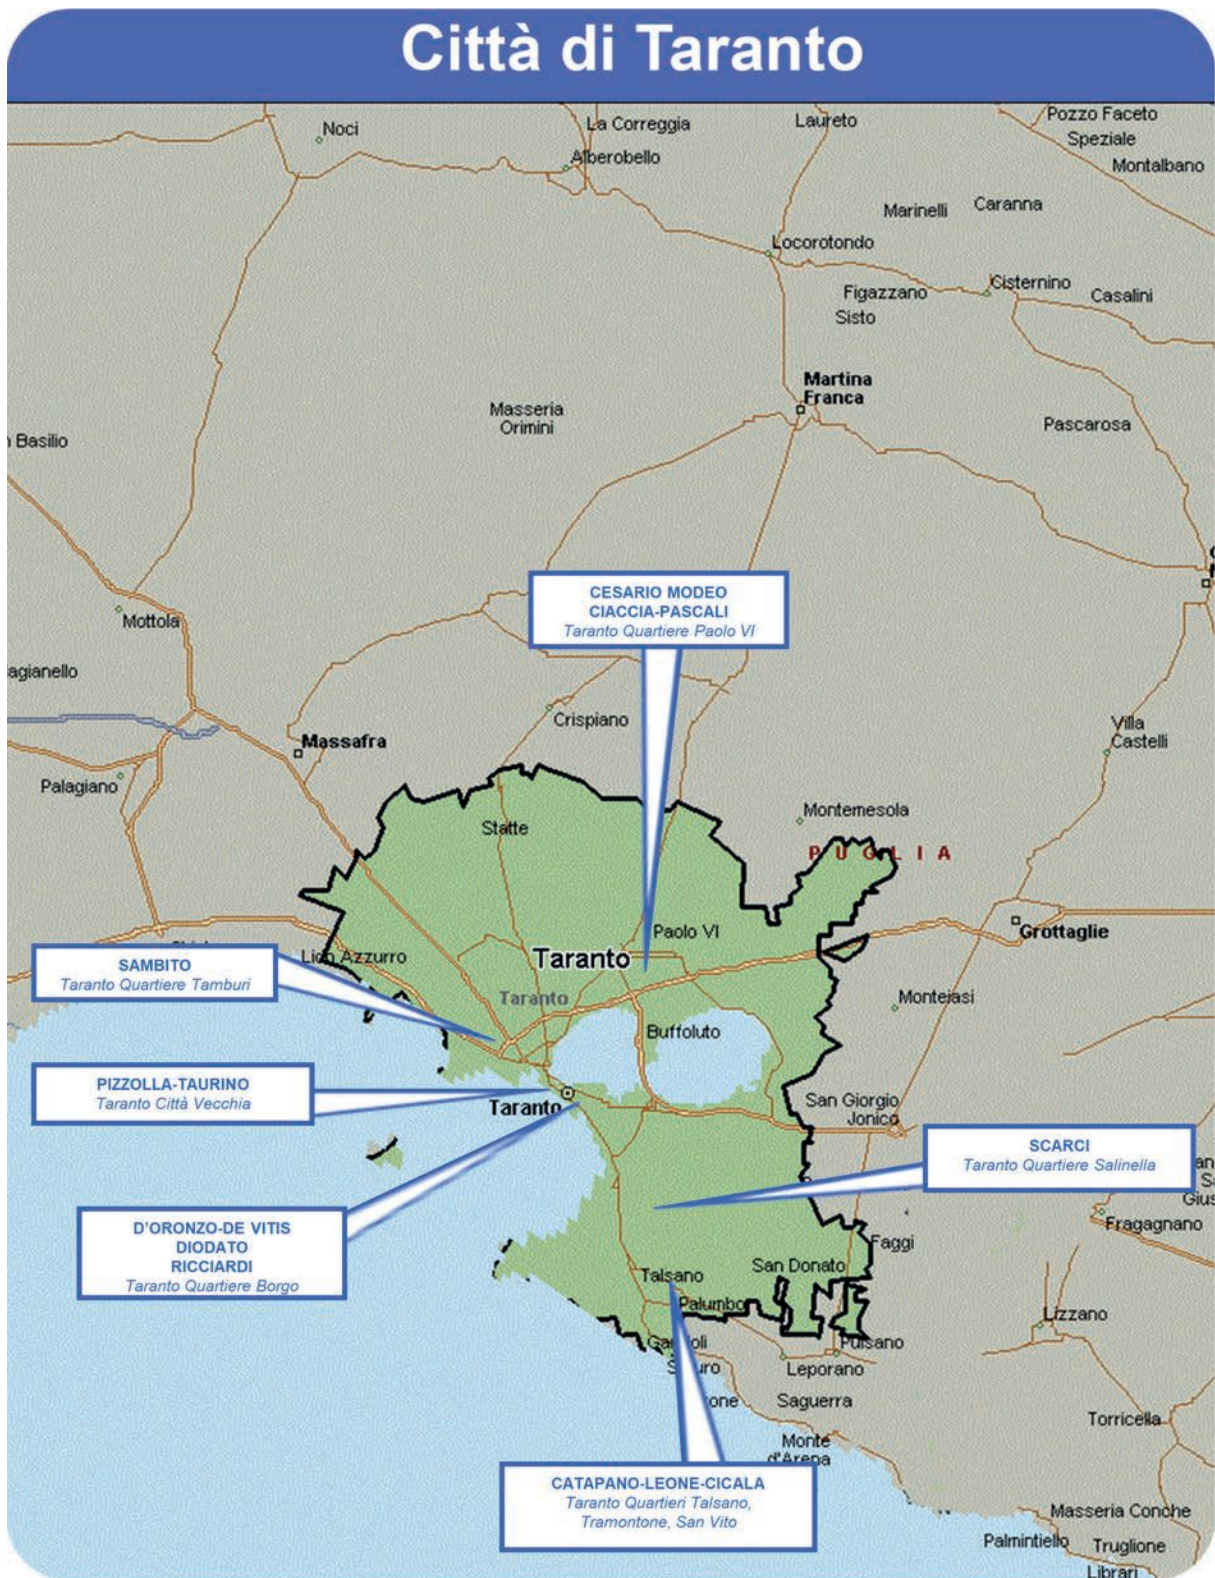 Città di Taranto
Noci
La Correggia
Alberobello
Laureto
Pozzo Faceto
Speziale
Montalbano
Marinelli
Caranna
Locorotondo
Figazzano
Sisto
Cisternino
Casalini
Martina
Franca
Masseria
Orimini
Pascarosa
Basilio
CESARIO MODEO
CIACCIA-PASCALI
Taranto Quartiere Paolo VI
Mottola
agianello
Crispiano
Massafra
Villa
Castelli
Palagiano
Montemesola
Statte
PUGLIA
Paolo VI
Grottaglie
Lido Azzurro
Taranto
SAMBITO
Taranto Quartiere Tamburi
Taranto
Monteiasi
Buffoluto
PIZZOLLA-TAURINO
Taranto Città Vecchia
Taranto
San Giorgio
Jonico
SCARCI
Taranto Quartiere Salinella
D'ORONZO-DE VITIS
DIODATO
RICCIARDI
Taranto Quartiere Borgo
Fragagnano
Faggi
San Donato
Talsano
Palumbo
Lizzano
Pulsano
Leporano
Saguerra
Torricella
Monte
d'Arena
CATAPANO-LEONE-CICALA
Taranto Quartieri Talsano,
Tramontone, San Vito
Masseria Conche
Palmintiello
Truglione
Librari